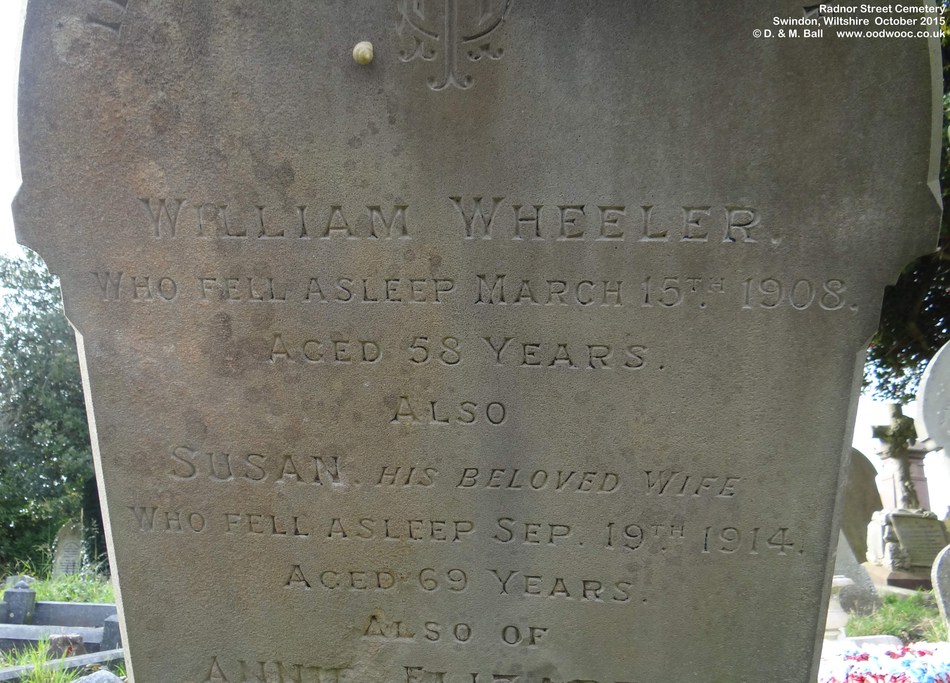 Radnor Street Cemetery
Swindon, Wiltshire October 2015
© D. & M. Ball www.oodwooc.co.uk
WILLIAM WHEELER.
WHO FELL ASLEEP MARCH 15TH 1908.
AGED 58 YEARS.
ALSO
SUSAN. HIS BELOVED WIFE
WHO FELL ASLEEP SEP. 19TH 1914.
AGED 69 YEARS.
ALSO OF
ANNIE